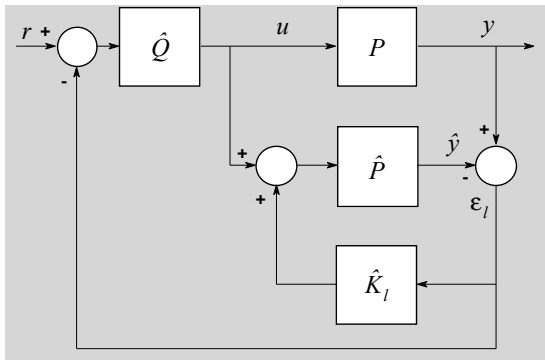 r + Q̂ u P y
-
+ P̂ ŷ + -
+ ε_l
K̂_l